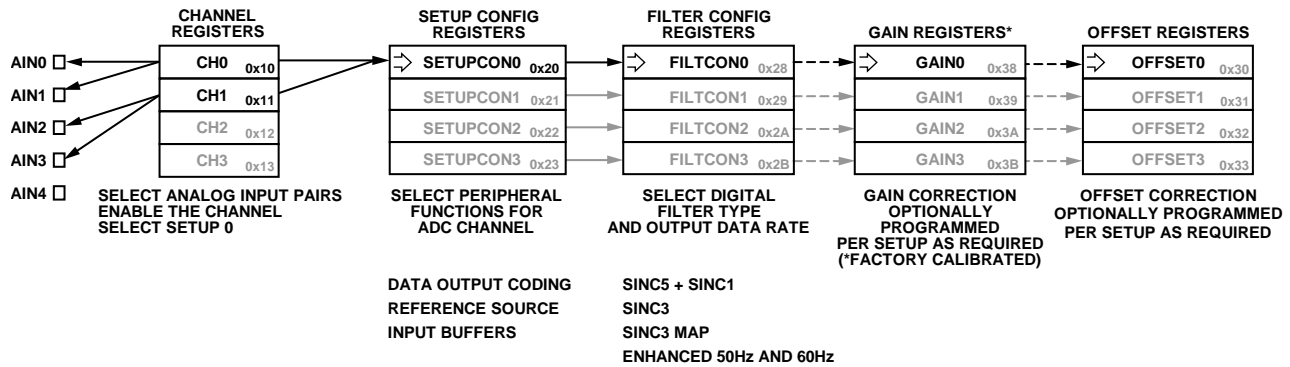 CHANNEL
REGISTERS
SETUP CONFIG
REGISTERS
FILTER CONFIG
REGISTERS
GAIN REGISTERS*
OFFSET REGISTERS
AIN0
AIN1
AIN2
AIN3
AIN4
CH0 0x10
CH1 0x11
CH2 0x12
CH3 0x13
SETUPCON0 0x20
SETUPCON1 0x21
SETUPCON2 0x22
SETUPCON3 0x23
FILTCON0 0x28
FILTCON1 0x29
FILTCON2 0x2A
FILTCON3 0x2B
GAIN0 0x38
GAIN1 0x39
GAIN2 0x3A
GAIN3 0x3B
OFFSET0 0x30
OFFSET1 0x31
OFFSET2 0x32
OFFSET3 0x33
SELECT ANALOG INPUT PAIRS
ENABLE THE CHANNEL
SELECT SETUP 0
SELECT PERIPHERAL
FUNCTIONS FOR
ADC CHANNEL
SELECT DIGITAL
FILTER TYPE
AND OUTPUT DATA RATE
GAIN CORRECTION
OPTIONALLY
PROGRAMMED
PER SETUP AS REQUIRED
(*FACTORY CALIBRATED)
OFFSET CORRECTION
OPTIONALLY PROGRAMMED
PER SETUP AS REQUIRED
DATA OUTPUT CODING
REFERENCE SOURCE
INPUT BUFFERS
SINC5 + SINC1
SINC3
SINC3 MAP
ENHANCED 50Hz AND 60Hz